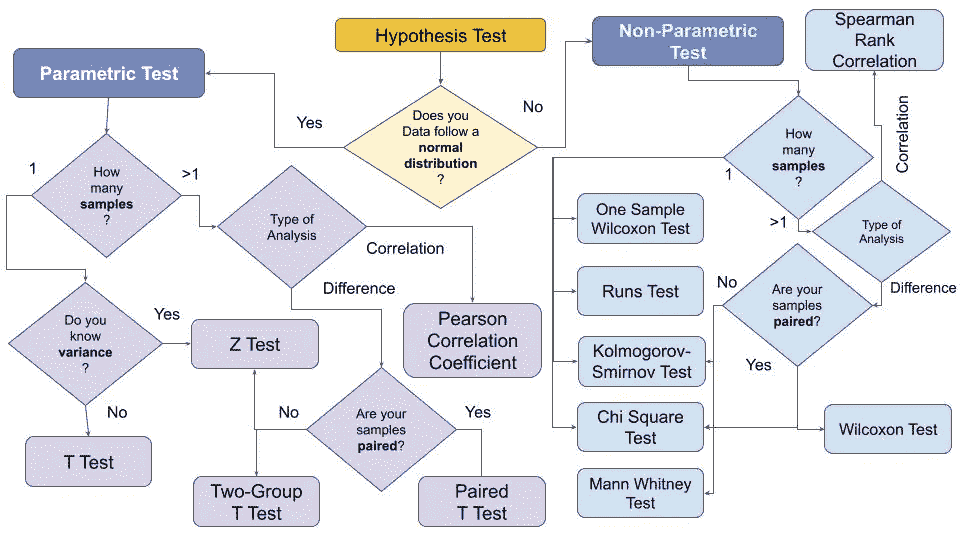 Hypothesis Test
Non-Parametric
Test
Spearman
Rank
Correlation
Parametric Test
Does you
Data follow a
normal
distribution
?
Yes
No
How
many
samples
?
1
>1
Type of
Analysis
Correlation
Difference
Do you
know
variance
?
Yes
No
Z Test
T Test
Pearson
Correlation
Coefficient
Are your
samples
paired?
No
Yes
Two-Group
T Test
Paired
T Test
How
many
samples
?
1
>1
Type of
Analysis
Correlation
Difference
Are your
samples
paired?
No
Yes
One Sample
Wilcoxon Test
Runs Test
Kolmogorov-
Smirnov Test
Chi Square
Test
Mann Whitney
Test
Wilcoxon Test